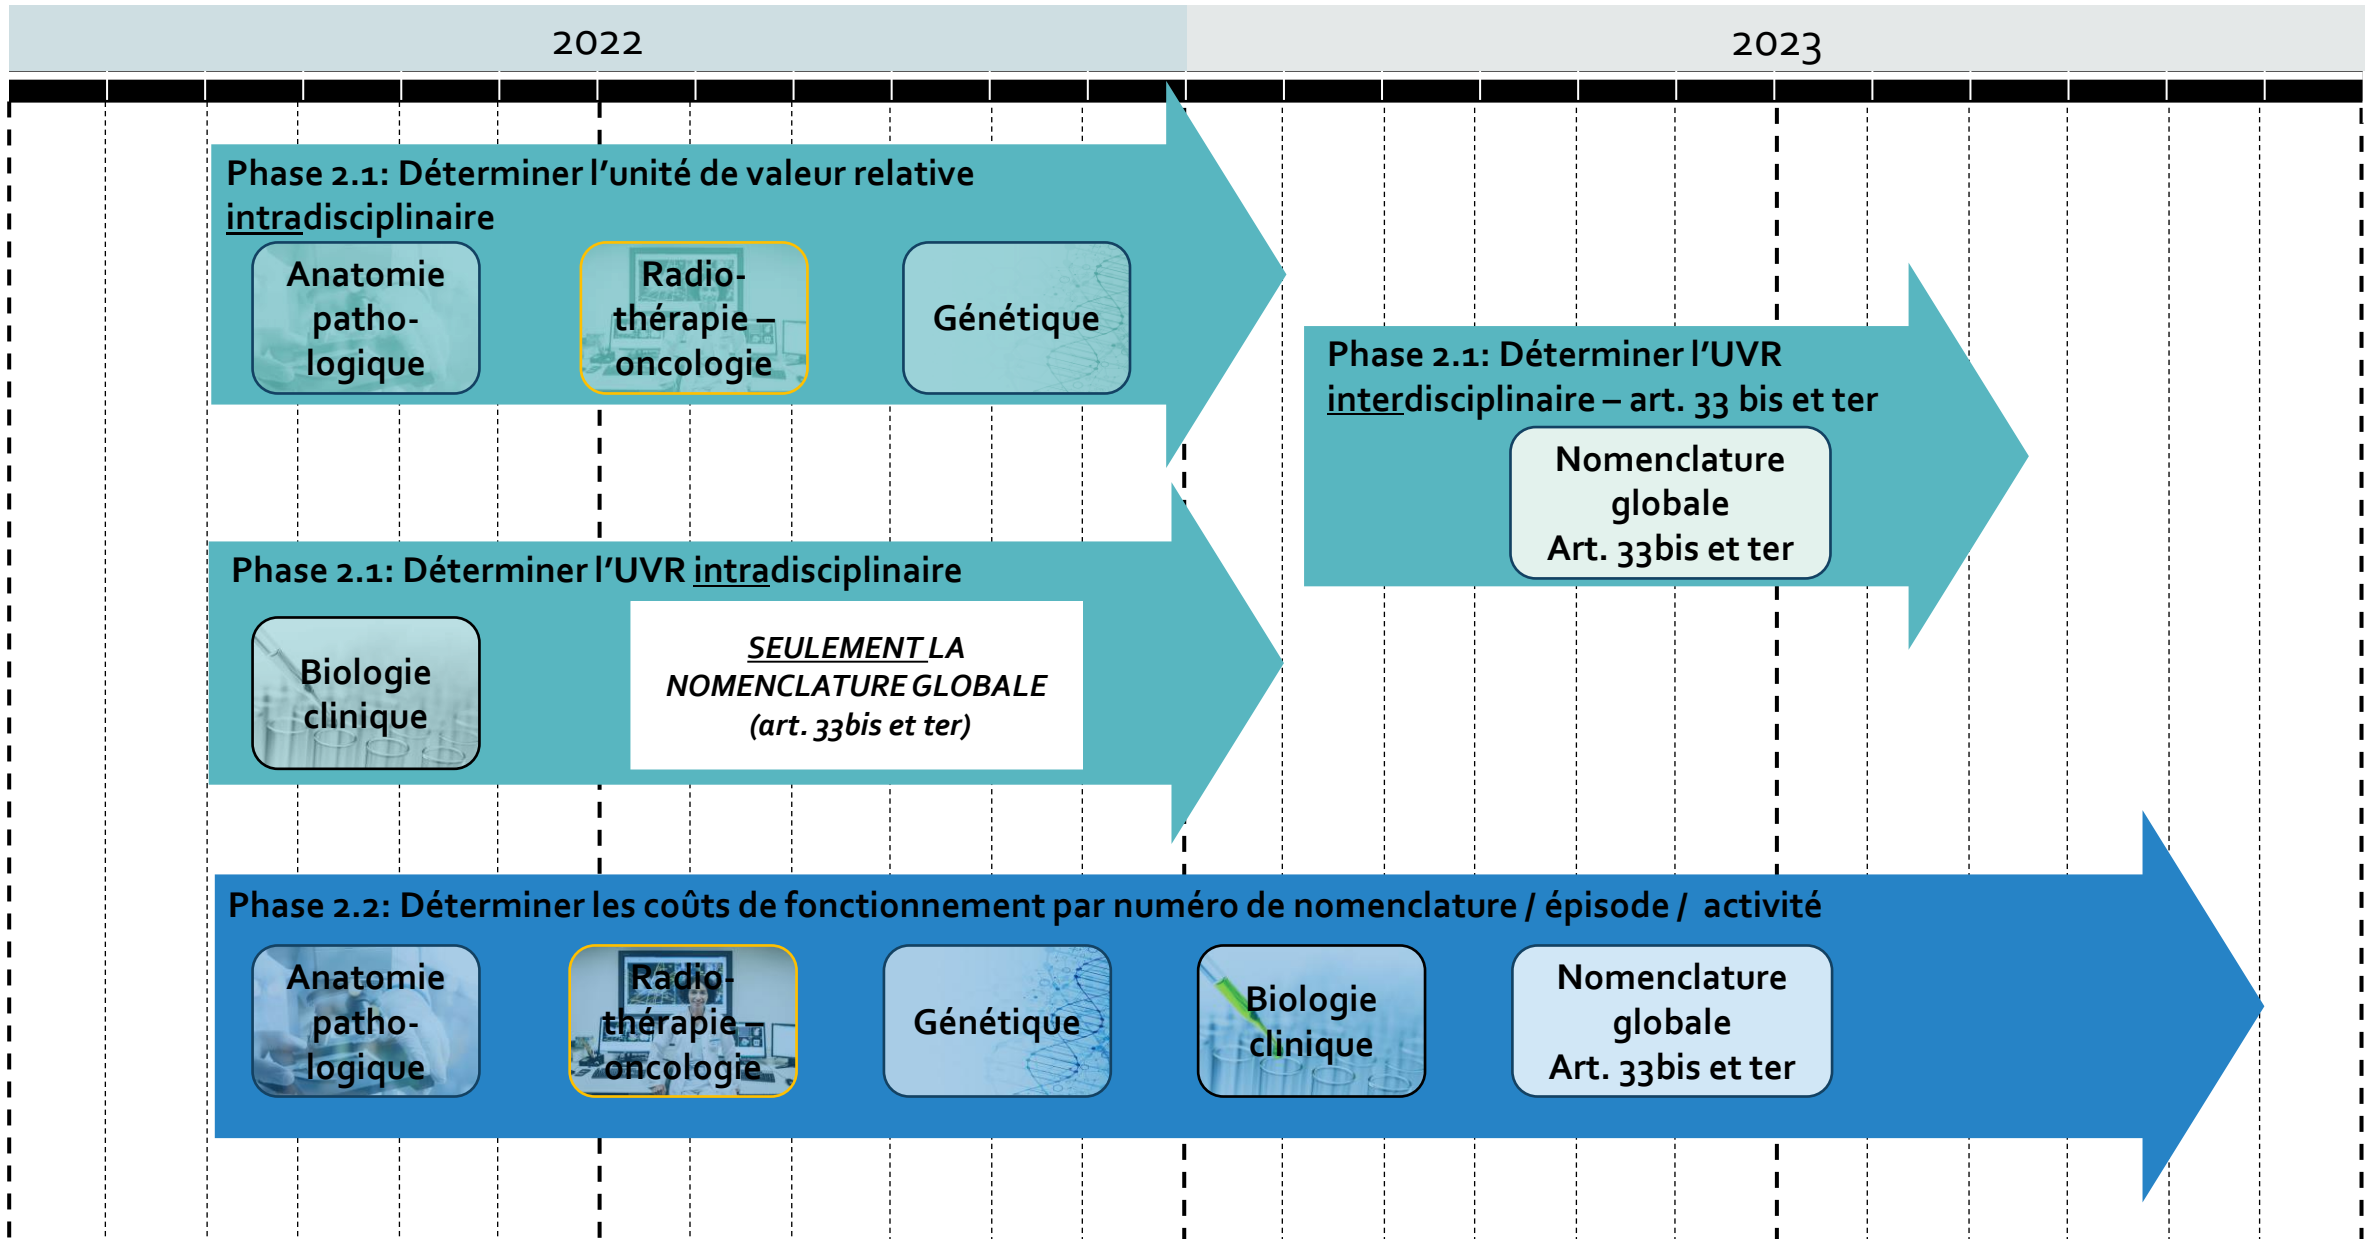 2022
2023
Phase 2.1: Déterminer l’unité de valeur relative
intradisciplinaire
Anatomie
patho-
logique
Radio-
thérapie –
oncologie
Génétique
Phase 2.1: Déterminer l’UVR
interdisciplinaire – art. 33 bis et ter
Nomenclature
globale
Art. 33bis et ter
Phase 2.1: Déterminer l’UVR intradisciplinaire
Biologie
clinique
SEULEMENT LA
NOMENCLATURE GLOBALE
(art. 33bis et ter)
Phase 2.2: Déterminer les coûts de fonctionnement par numéro de nomenclature / épisode / activité
Anatomie
patho-
logique
Radio-
thérapie
oncologie
Génétique
Biologie
clinique
Nomenclature
globale
Art. 33bis et ter